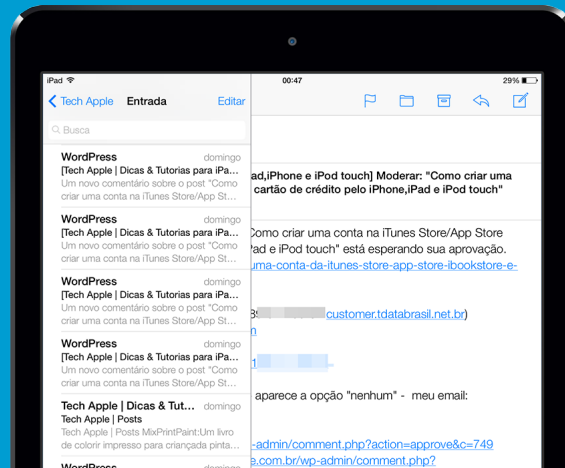 iPad
00:47
29%
Tech Apple
Entrada
Editar
Busca
WordPress domingo
[Tech Apple | Dicas & Tutorias para iPa...
Um novo comentário sobre o post "Como
criar uma conta na iTunes Store/App St...
WordPress domingo
[Tech Apple | Dicas & Tutorias para iPa...
Um novo comentário sobre o post "Como
criar uma conta na iTunes Store/App St...
WordPress domingo
[Tech Apple | Dicas & Tutorias para iPa...
Um novo comentário sobre o post "Como
criar uma conta na iTunes Store/App St...
WordPress domingo
[Tech Apple | Dicas & Tutorias para iPa...
Um novo comentário sobre o post "Como
criar uma conta na iTunes Store/App St...
Tech Apple | Dicas & Tut... domingo
Tech Apple | Posts
Tech Apple | Posts MixPrintPaint:Um livro
de colorir impresso para criançada pinta...
WordPress domingo
ad,iPhone e iPod touch] Moderar: "Como criar uma
cartão de crédito pelo iPhone,iPad e iPod touch"
Como criar uma conta na iTunes Store/App Store
Pad e iPod touch" está esperando sua aprovação.
uma-conta-da-itunes-store-app-store-ibookstore-e-
customer.tdatabrasil.net.br)
aparece a opção "nenhum" - meu email:
-admin/comment.php?action=approve&c=749
e.com.br/wp-admin/comment.php?